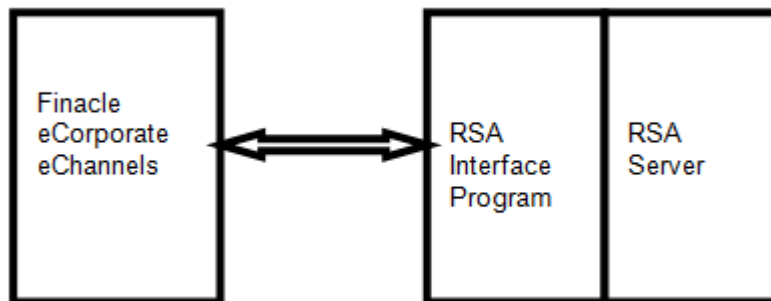 Finacle
eCorporate
eChannels
RSA
Interface
Program
RSA
Server